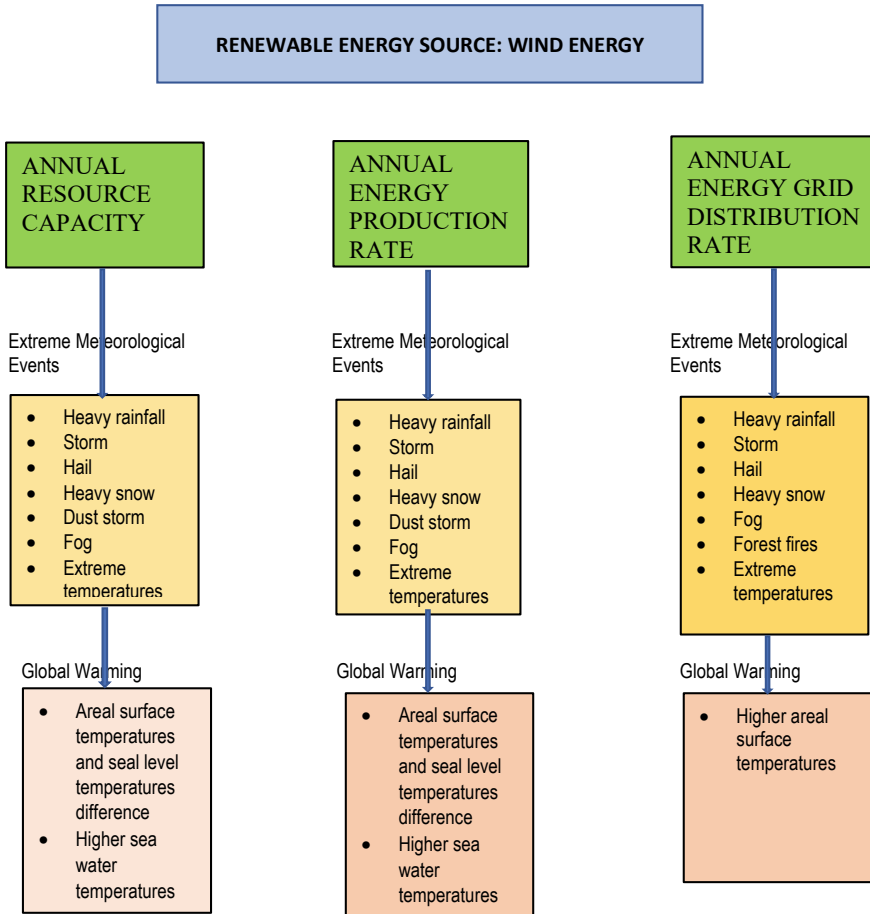 RENEWABLE ENERGY SOURCE: WIND ENERGY
ANNUAL
RESOURCE
CAPACITY
Extreme Meteorological
Events
• Heavy rainfall
• Storm
• Hail
• Heavy snow
• Dust storm
• Fog
• Extreme
temperatures
Global Warming
• Areal surface
temperatures
and seal level
temperatures
difference
• Higher sea
water
temperatures
ANNUAL
ENERGY
PRODUCTION
RATE
Extreme Meteorological
Events
• Heavy rainfall
• Storm
• Hail
• Heavy snow
• Dust storm
• Fog
• Extreme
temperatures
Global Warming
• Areal surface
temperatures
and seal level
temperatures
difference
• Higher sea
water
temperatures
ANNUAL
ENERGY GRID
DISTRIBUTION
RATE
Extreme Meteorological
Events
• Heavy rainfall
• Storm
• Hail
• Heavy snow
• Fog
• Forest fires
• Extreme
temperatures
Global Warming
• Higher areal
surface
temperatures